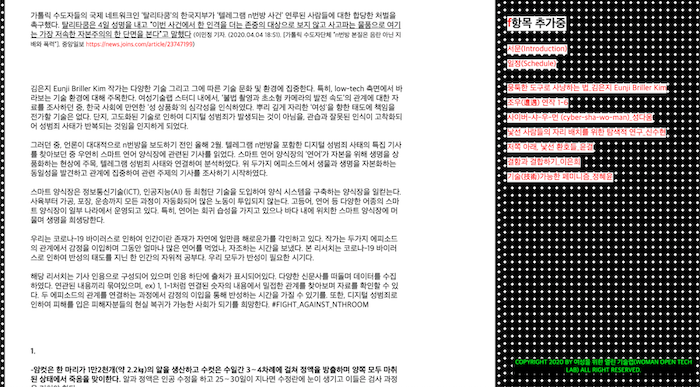 가톨릭 수도자들의 국제 네트워크인 '탈리타쿰'의 한국지부가 '텔레그램 n번방 사건' 연루된 사람들에 대한 합당한 처벌을
촉구했다. 탈리타쿰은 4일 성명을 내고 "이번 사건에서 한 인격을 더는 존중의 대상으로 보지 않고 사고파는 물품으로 여기
는 가장 저속한 자본주의의 한 단면을 본다"고 말했다 (이민정 기자. (2020.04.04 18:51). [가톨릭 수도자단체 "n번방 본질은 음란 아닌 지
배와 폭력"]. 중앙일보 https://news.joins.com/article/23747199)
김은지 Eunji Briller Kim 작가는 다양한 기술 그리고 그에 따른 기술 문화 및 환경에 집중한다. 특히, low-tech 측면에서 바
라보는 기술 환경에 대해 주목한다. 여성기술랩 스터디 내에서, '불법 촬영과 초소형 카메라의 발전 속도'의 관계에 대한 자
료를 조사하던 중, 한국 사회에 만연한 '성 상품화'의 심각성을 인지하였다. 뿌리 깊게 자리한 '여성'을 향한 태도에 책임을
전가할 기술은 없다. 단지, 고도화된 기술로 인하여 디지털 성범죄가 발생되는 것이 아닌, 관습과 잘못된 인식이 고착화되
어 성범죄 사태가 반복되는 것임을 인지하게 되었다.
그러던 중, 언론이 대대적으로 n번방을 보도하기 전인 올해 2월, 텔레그램 n번방을 포함한 디지털 성범죄 사태의 특집 기사
를 찾아보던 중 우연히 스마트 연어 양식장에 관련된 기사를 읽었다. 스마트 연어 양식장의 '연어'가 자본을 위해 생명을 상
품화하는 현상에 주목, 텔레그램 성범죄 사태와 연결하여 분석하였다. 위 두가지 에피소드에서 생물과 생명을 자본화하는
동일성을 발견하고 관계에 집중하여 관련 주제의 기사를 조사하기 시작하였다.
스마트 양식장은 정보통신기술(ICT), 인공지능(AI) 등 최첨단 기술을 도입하여 양식 시스템을 구축하는 양식장을 일컫는다.
사육부터 가공, 포장, 운송까지 모든 과정이 자동화되어 많은 노동이 투입되지 않는다. 고등어, 연어 등 다양한 어종의 스마
트 양식장이 일부 나라에서 운영되고 있다. 특히, 연어는 회귀 습성을 가지고 있으나 바다 내에 위치한 스마트 양식장에 머
물며 생명을 희생당한다.
우리는 코로나-19 바이러스로 인하여 인간이란 존재가 자연에 얼만큼 해로운가를 각인하고 있다. 작가는 두가지 에피소드
의 관계에서 감정을 이입하며 그동안 얼마나 많은 연어를 먹었나, 자조하는 시간을 보냈다. 본 리서치는 코로나-19 바이러
스로 인하여 반성의 태도를 지닌 한 인간의 자위적 공부다. 우리 모두가 반성이 필요한 시기다.
해당 리서치는 기사 인용으로 구성되어 있으며 인용 하단에 출처가 표시되어있다. 다양한 신문사를 떠돌며 데이터를 수집
하였다. 연관된 내용끼리 묶여있으며, ex) 1, 1-1처럼 연결된 숫자의 내용에서 밀접한 관계를 찾아보며 자료를 확인할 수 있
다. 두 에피소드의 관계를 연결하는 과정에서 감정의 이입을 통해 반성하는 시간을 가질 수 있기를. 또한, 디지털 성범죄로
인하여 피해를 입은 피해자분들의 현실 복귀가 가능한 사회가 되기를 희망한다. #FIGHT_AGAINST_NTHROOM
1.
-암컷은 한 마리가 1만2천개(약 2.2kg)의 알을 생산하고 수컷은 수일간 3~4차례에 걸쳐 정액을 방출하며 양쪽 모두 마취
된 상태에서 죽음을 맞이한다. 알과 정액은 인공 수정을 하고 25~30일이 지나면 수정란에 눈이 생기고 이들은 검사 과정
f항목 추가중
서문(Introduction)
일정(Schedule)
뭉툭한 도구로 사냥하는 법_김은지 Eunji Briller Kim
조우(遭遇) 연작 1-6
사이버-샤-우-먼 (cyber-sha-wo-man)_성다움
낯선 사람들의 자리 배치를 위한 탐색적 연구_신수현
저쪽 아래, 낯선 환호들_윤결
결함과 결합하기_이은희
기술(技術)가능한 페미니즘_정혜윤
COPYRIGHT 2020 BY 여성을 위한 열린 기술랩(WOMAN OPEN TECH
LAB) ALL RIGHT RESERVED.